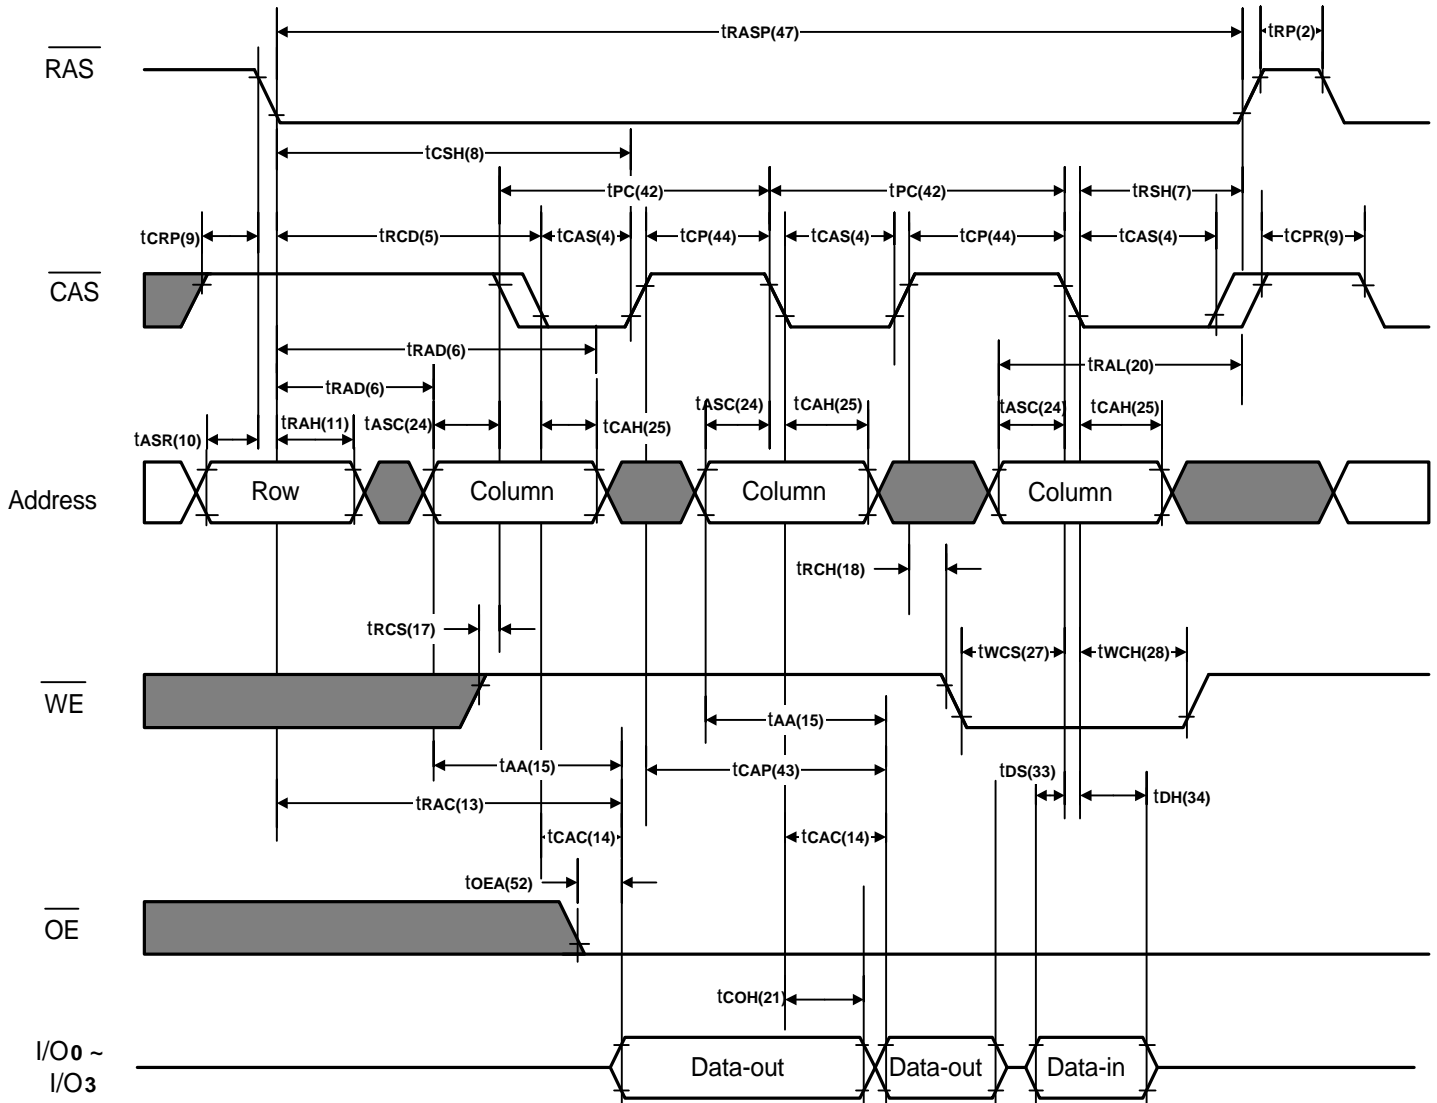 tRASP(47)
tRP(2)
RAS
tCSH(8)
tPC(42)
tPC(42)
tRSH(7)
tCRP(9)
tRCD(5)
tCAS(4)
tCP(44)
tCAS(4)
tCP(44)
tCAS(4)
tCPR(9)
CAS
tRAD(6)
tRAL(20)
tRAD(6)
tASR(10)
tRAH(11)
tASC(24)
tCAH(25)
tASC(24)
tCAH(25)
tASC(24)
tCAH(25)
Address
Row
Column
Column
Column
tRCH(18)
tRCS(17)
tWCS(27)
tWCH(28)
WE
tAA(15)
tAA(15)
tCAP(43)
tDS(33)
tRAC(13)
tDH(34)
tCAC(14)
tCAC(14)
tOEA(52)
OE
tCOH(21)
I/O0 ~
I/O3
Data-out
Data-out
Data-in